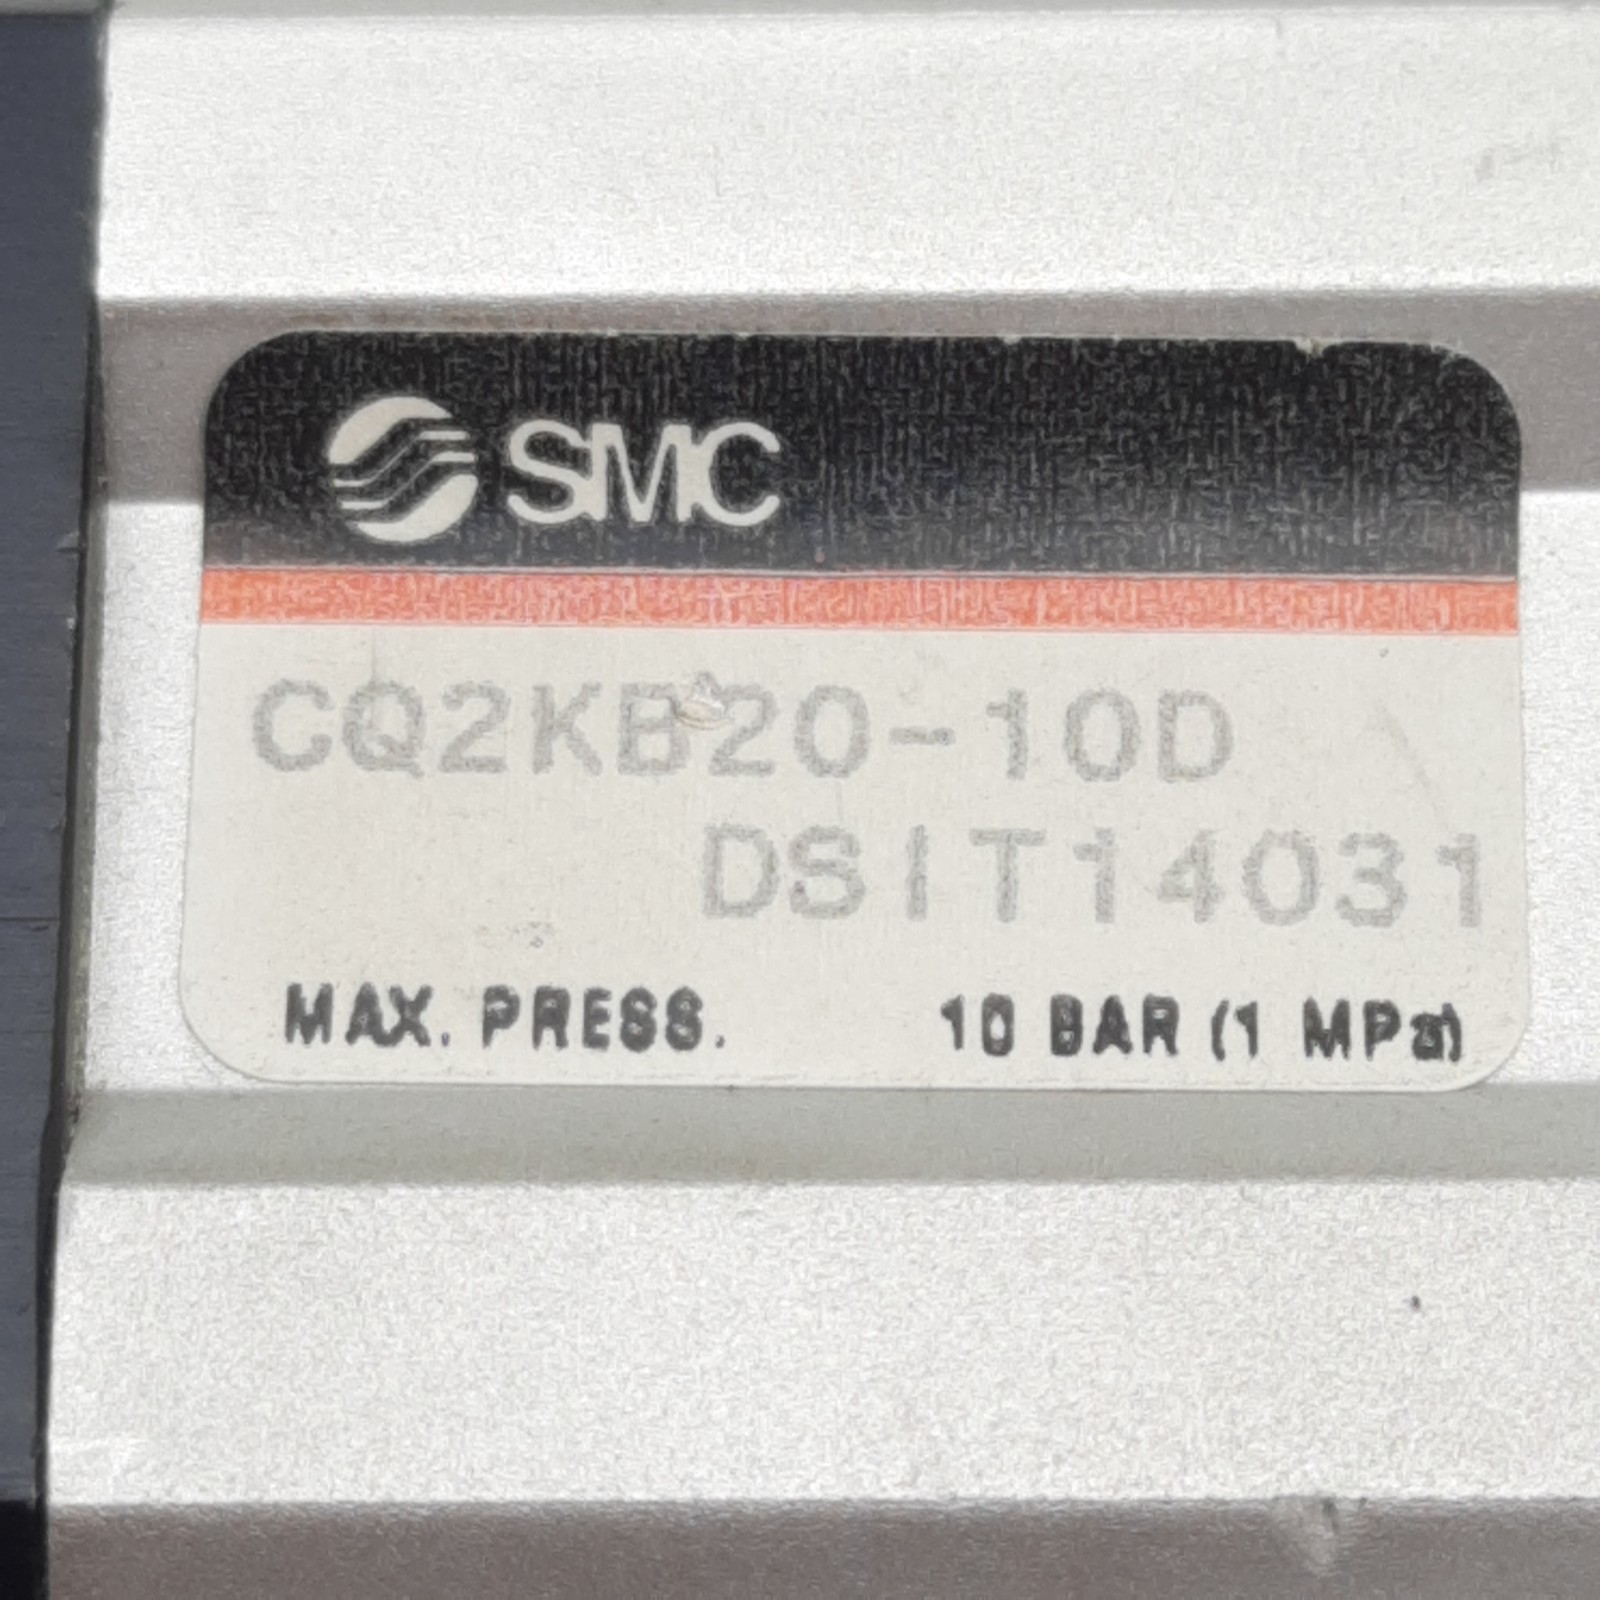 SMC
CQ2KB20-10D
DSIT14031
MAX. PRESS. 10 BAR (1 MPa)